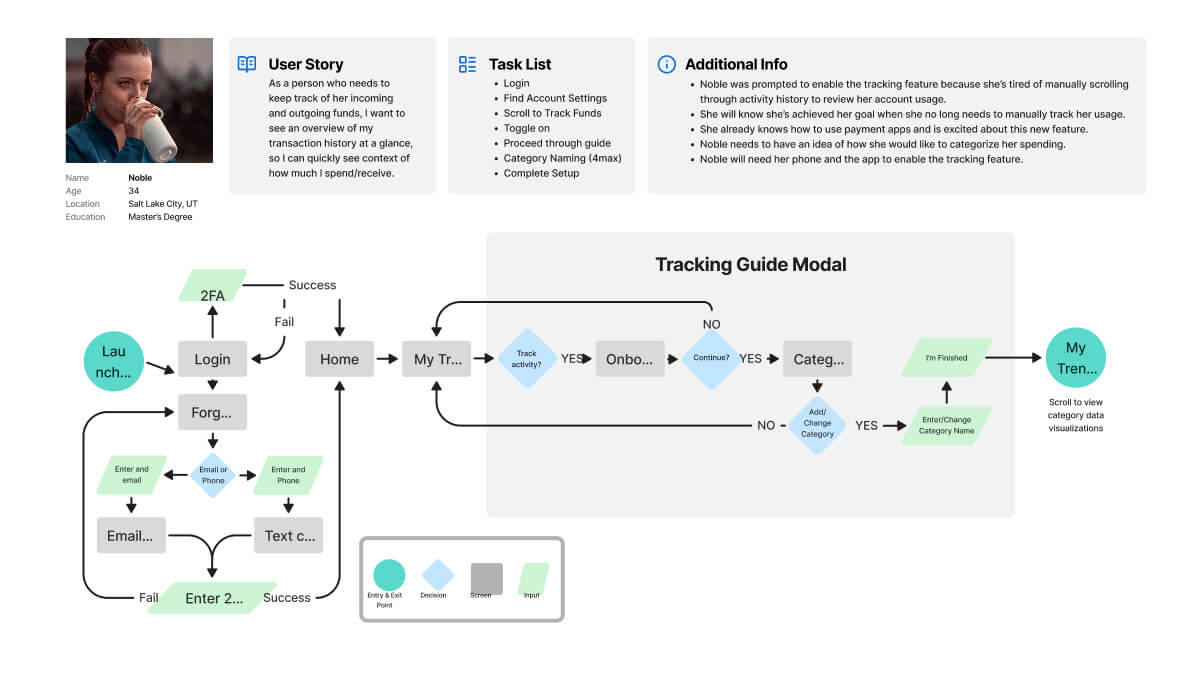 User Story
As a person who needs to
keep track of her incoming
and outgoing funds, I want to
see an overview of my
transaction history at a glance,
so I can quickly see context of
how much I spend/receive.
Task List
Login
Find Account Settings
Scroll to Track Funds
Toggle on
Proceed through guide
Category Naming (4max)
Complete Setup
Additional Info
Noble was prompted to enable the tracking feature because she's tired of manually scrolling
through activity history to review her account usage.
She will know she's achieved her goal when she no long needs to manually track her usage.
She already knows how to use payment apps and is excited about this new feature.
Noble needs to have an idea of how she would like to categorize her spending.
Noble will need her phone and the app to enable the tracking feature.
Name Noble
Age 34
Location Salt Lake City, UT
Education Master's Degree
Tracking Guide Modal
2FA
Success
Fail
Lau
nch...
Login
Home
My Tr...
Track
activity?
YES
Onbo...
NO
Continue?
YES
Categ...
I'm Finished
My
Tren...
Scroll to view
category data
visualizations
Forg...
NO
Add/
Change
Category
YES
Enter/Change
Category Name
Enter and
email
Email or
Phone
Enter and
Phone
Email...
Text c...
Fail
Enter 2...
Success
Entry & Exit
Point
Decision
Screen
Input